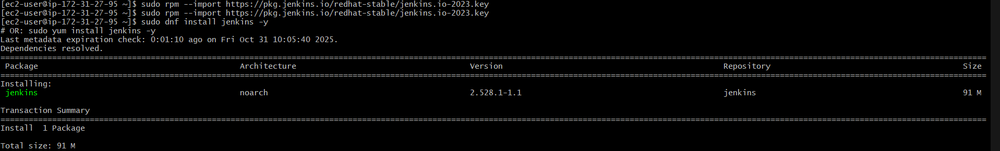 [ec2-user@ip-172-31-27-95 ~]$ sudo rpm --import https://pkg.jenkins.io/redhat-stable/jenkins.io-2023.key
[ec2-user@ip-172-31-27-95 ~]$ sudo rpm --import https://pkg.jenkins.io/redhat-stable/jenkins.io-2023.key
[ec2-user@ip-172-31-27-95 ~]$ sudo dnf install jenkins -y
# OR: sudo yum install jenkins -y
Last metadata expiration check: 0:01:10 ago on Fri Oct 31 10:05:40 2025.
Dependencies resolved.
Package Architecture Version Repository Size
Installing:
jenkins noarch 2.528.1-1.1 jenkins 91 M
Transaction Summary
Install 1 Package
Total size: 91 M